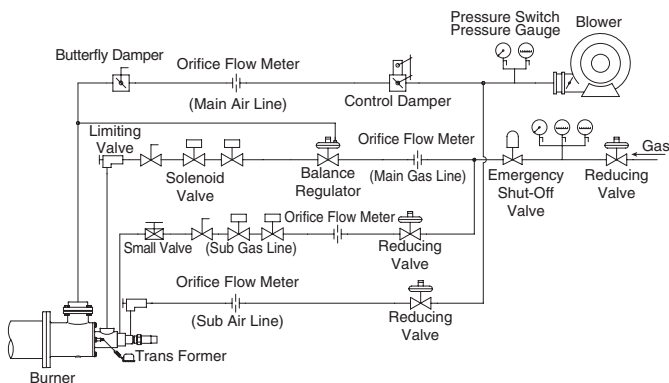 Pressure Switch
Pressure Gauge
Blower
Butterfly Damper
Orifice Flow Meter
(Main Air Line)
Control Damper
Limiting
Valve
Solenoid
Valve
Balance
Regulator
Orifice Flow Meter
(Main Gas Line)
Emergency
Shut-Off
Valve
Reducing
Valve
Gas
Small Valve
(Sub Gas Line)
Orifice Flow Meter
Reducing
Valve
Orifice Flow Meter
(Sub Air Line)
Reducing
Valve
Trans Former
Burner